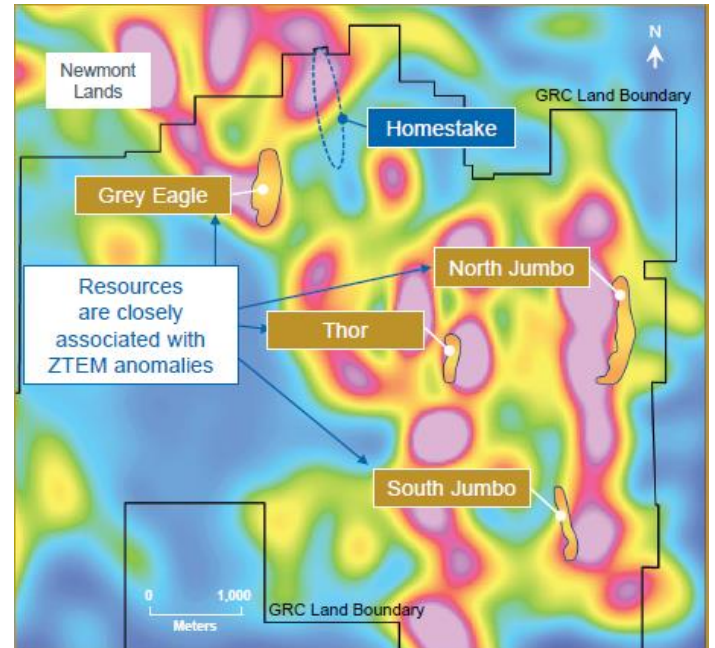 N
Newmont
Lands
GRC Land Boundary
Homestake
Grey Eagle
North Jumbo
Resources
are closely
associated with
ZTEM anomalies
Thor
South Jumbo
0 1,000
Meters
GRC Land Boundary